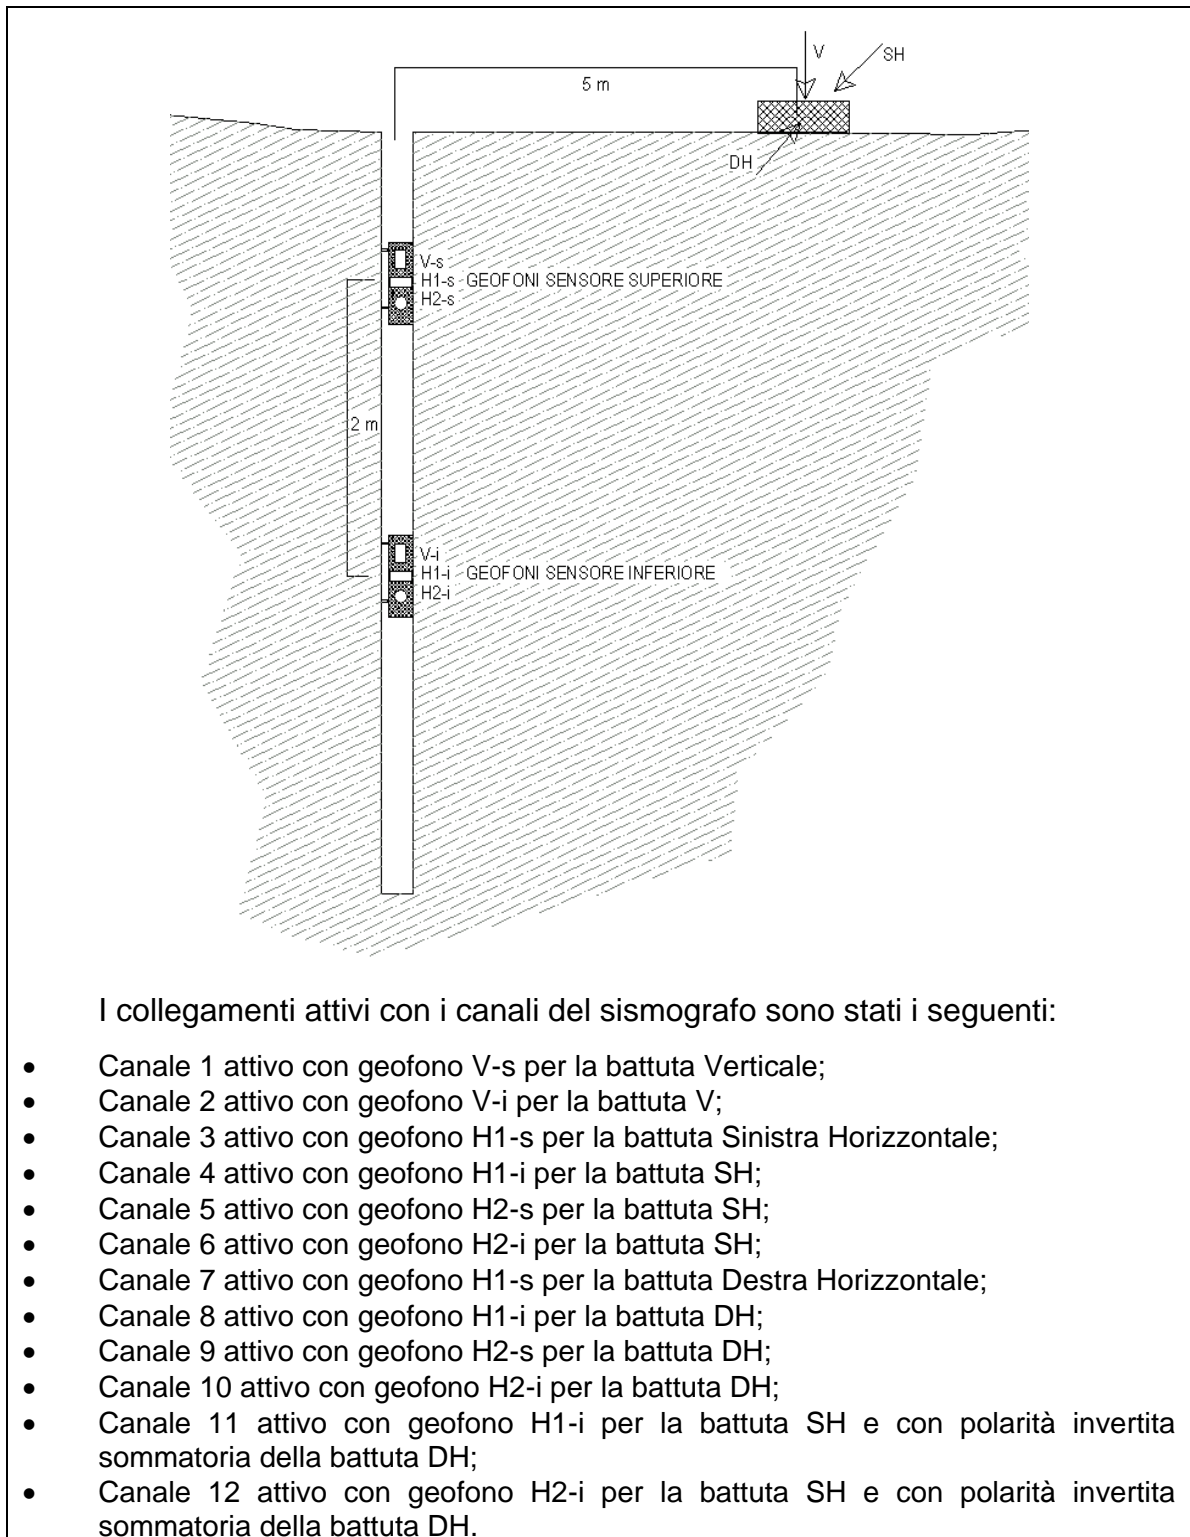 V
SH
5 m
DH
V-s
H1-s GEOFONI SENSORE SUPERIORE
H2-s
2 m
V-i
H1-i GEOFONI SENSORE INFERIORE
H2-i
I collegamenti attivi con i canali del sismografo sono stati i seguenti:
• Canale 1 attivo con geofono V-s per la battuta Verticale;
• Canale 2 attivo con geofono V-i per la battuta V;
• Canale 3 attivo con geofono H1-s per la battuta Sinistra Horizzontale;
• Canale 4 attivo con geofono H1-i per la battuta SH;
• Canale 5 attivo con geofono H2-s per la battuta SH;
• Canale 6 attivo con geofono H2-i per la battuta SH;
• Canale 7 attivo con geofono H1-s per la battuta Destra Horizzontale;
• Canale 8 attivo con geofono H1-i per la battuta DH;
• Canale 9 attivo con geofono H2-s per la battuta DH;
• Canale 10 attivo con geofono H2-i per la battuta DH;
• Canale 11 attivo con geofono H1-i per la battuta SH e con polarità invertita
sommatoria della battuta DH;
• Canale 12 attivo con geofono H2-i per la battuta SH e con polarità invertita
sommatoria della battuta DH.